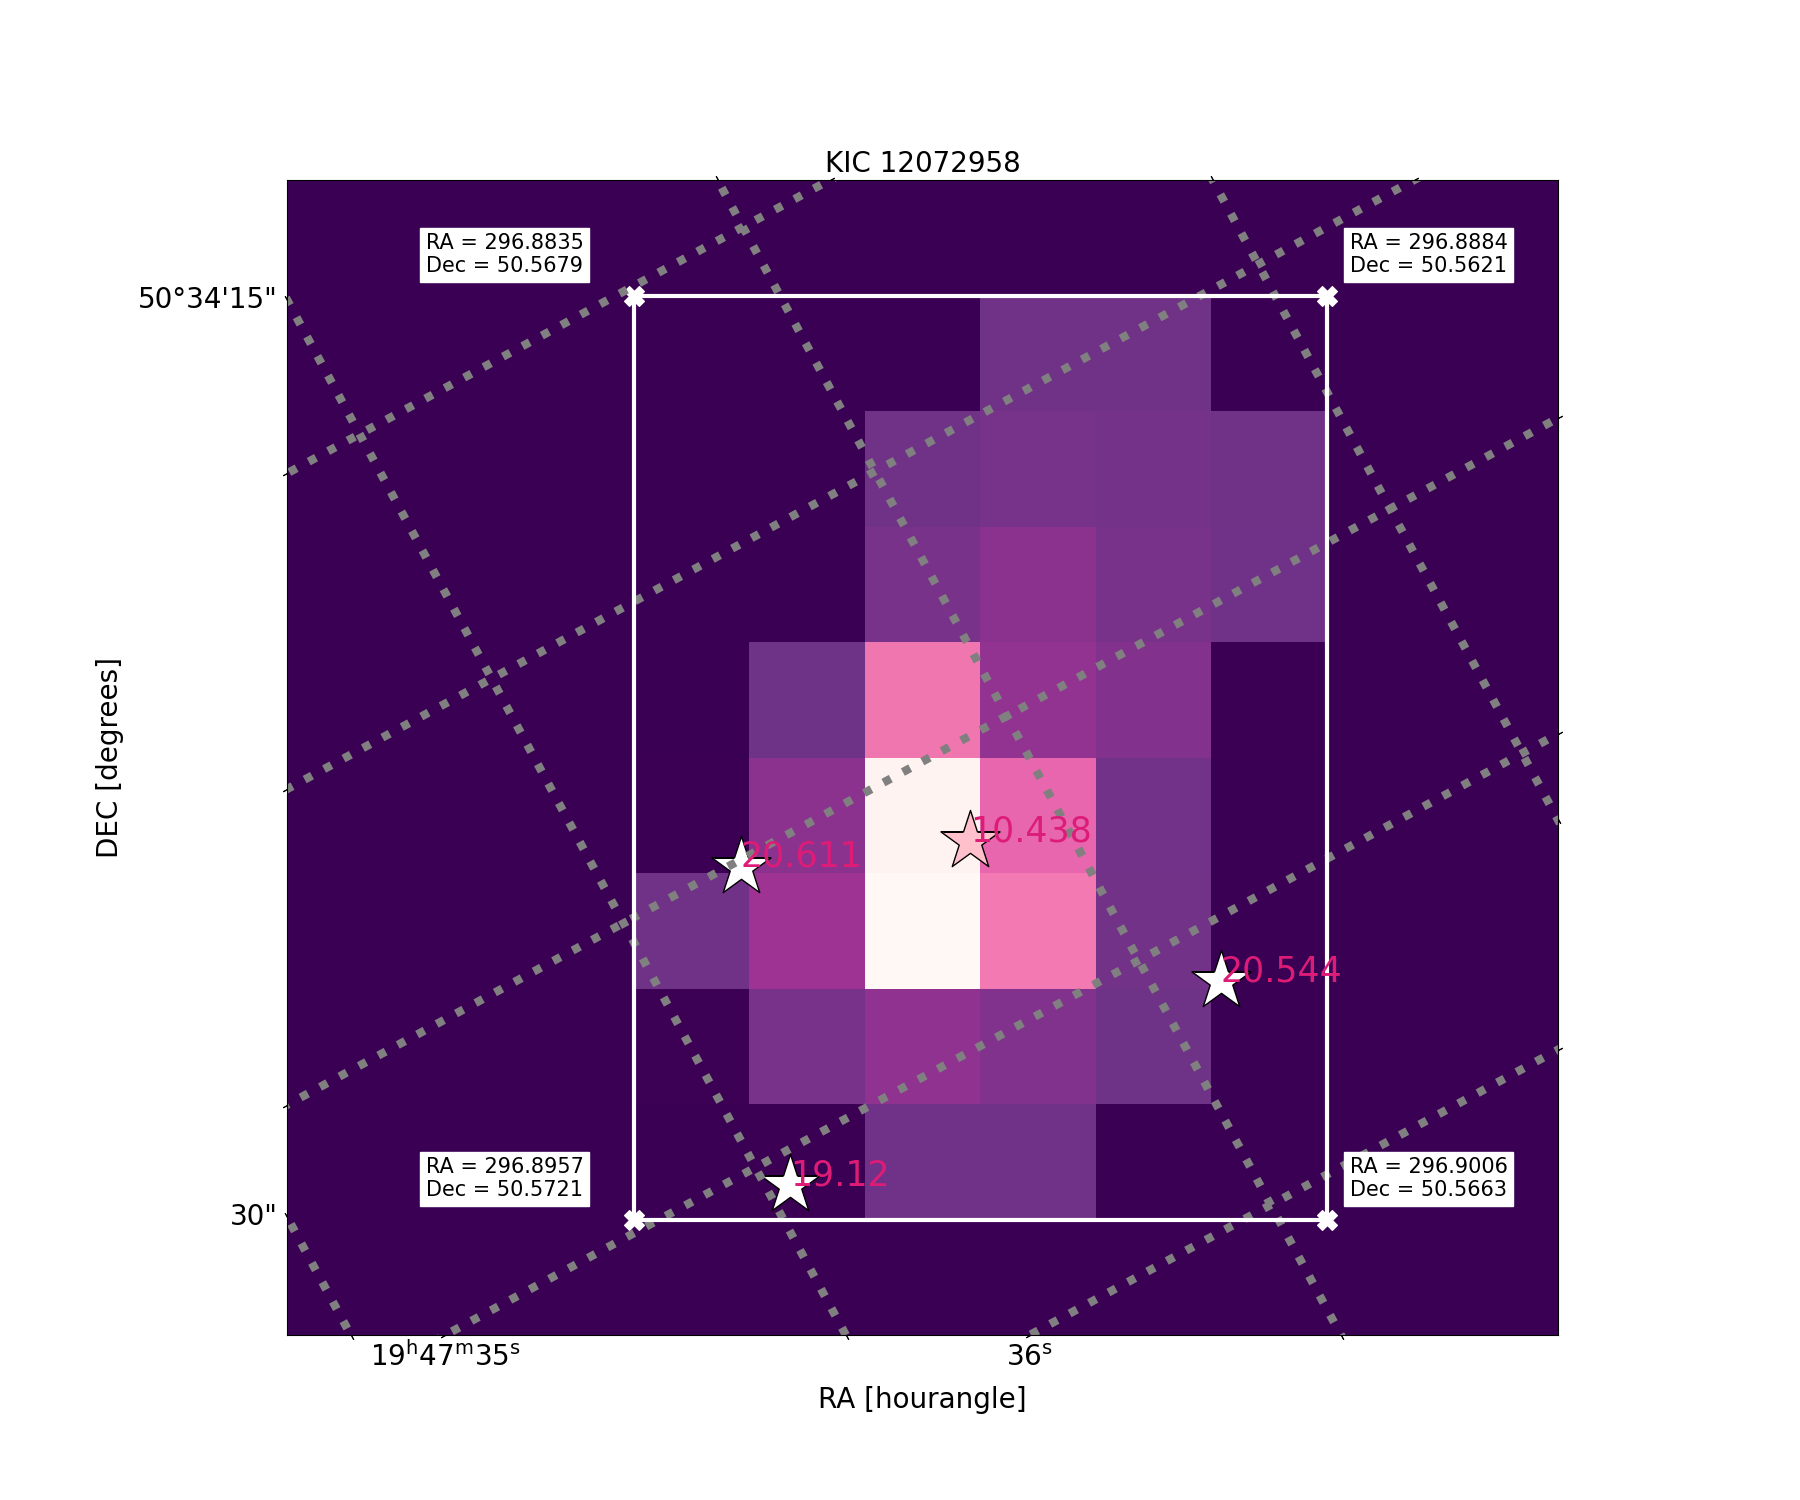 KIC 12072958
RA = 296.8835
Dec = 50.5679
RA = 296.8884
Dec = 50.5621
50°34'15"
10.438
20.611
20.544
19.12
RA = 296.8957
Dec = 50.5721
RA = 296.9006
Dec = 50.5663
30"
19h47m35s
36s
RA [hourangle]
DEC [degrees]